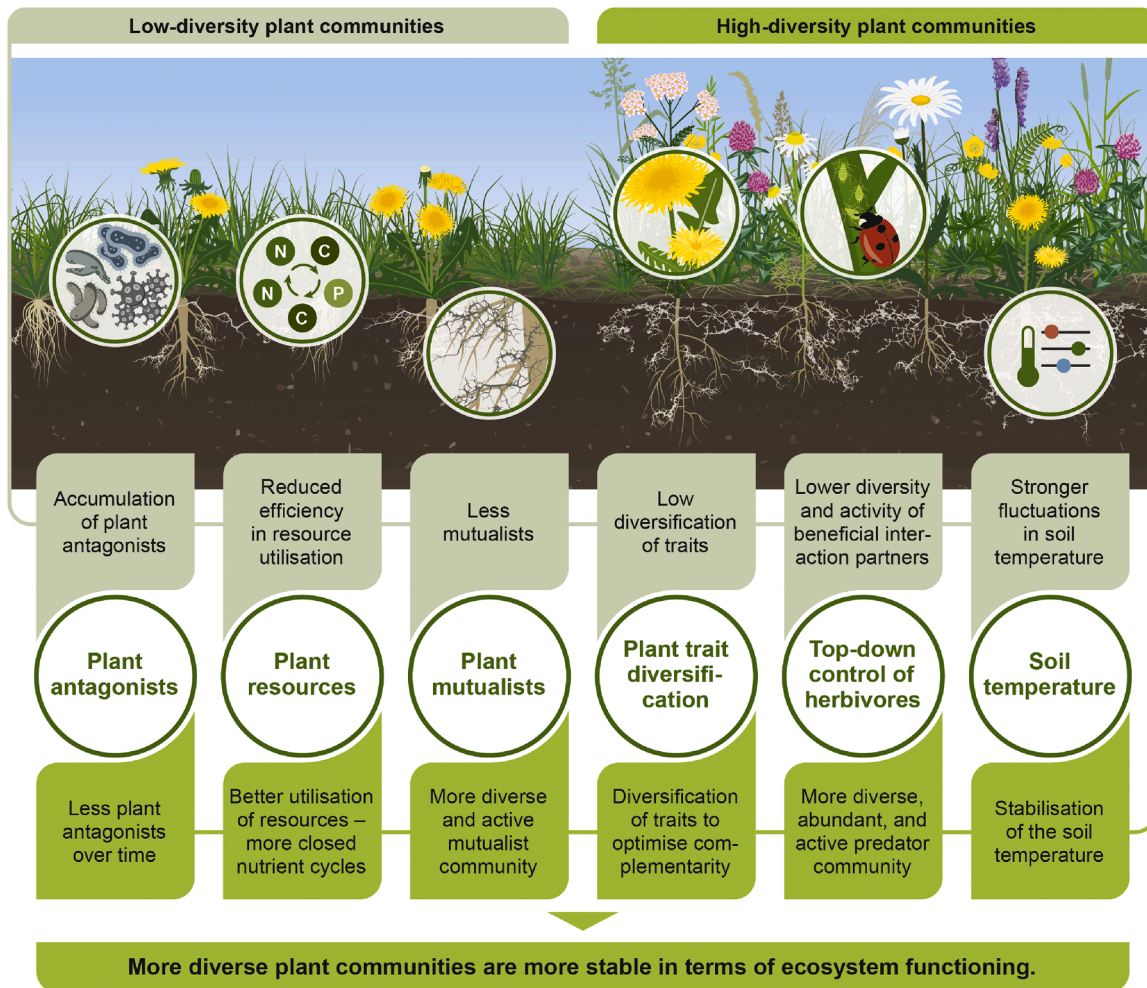 Low-diversity plant communities
High-diversity plant communities
N
C
N
P
C
Accumulation
of plant
antagonists
Reduced
efficiency
in resource
utilisation
Less
mutualists
Low
diversification
of traits
Lower diversity
and activity of
beneficial inter-
action partners
Stronger
fluctuations
in soil
temperature
Plant
antagonists
Plant
resources
Plant
mutualists
Plant trait
diversifi-
cation
Top-down
control of
herbivores
Soil
temperature
Less plant
antagonists
over time
Better utilisation
of resources –
more closed
nutrient cycles
More diverse
and active
mutualist
community
Diversification
of traits to
optimise com-
plementarity
More diverse,
abundant, and
active predator
community
Stabilisation
of the soil
temperature
More diverse plant communities are more stable in terms of ecosystem functioning.